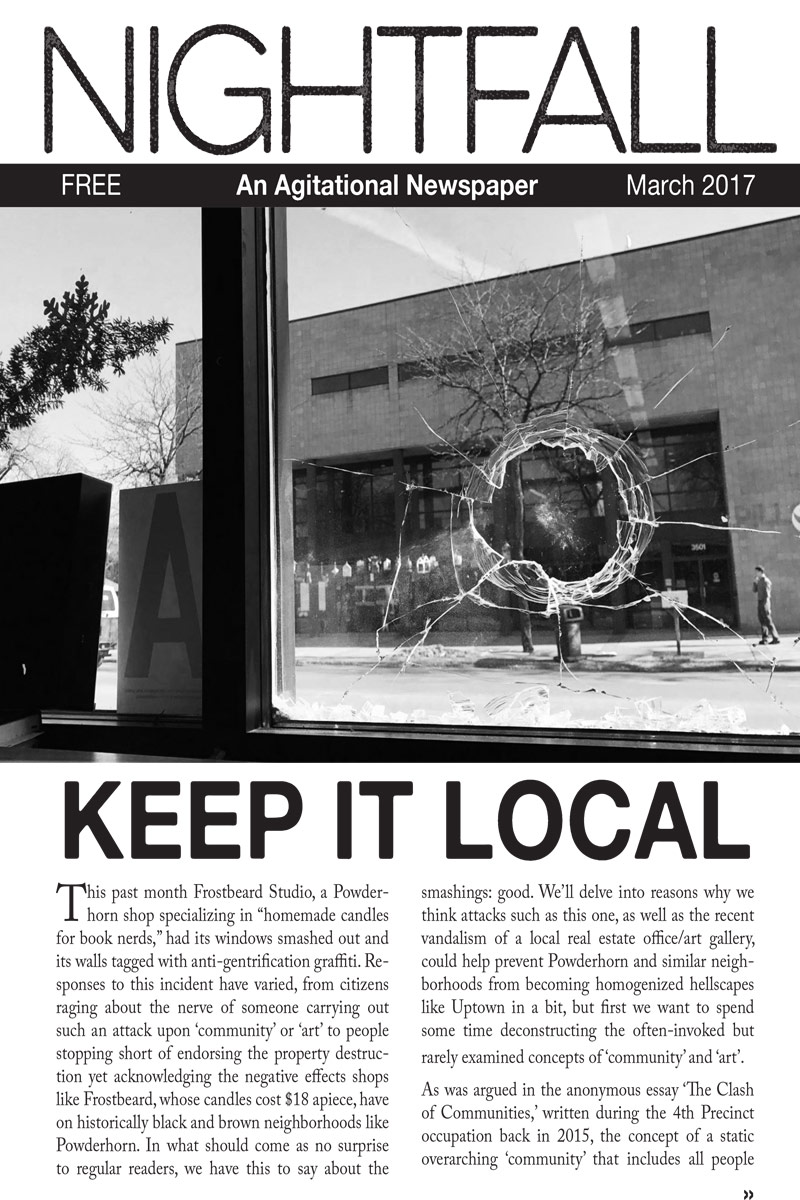 NIGHTFALL
FREE
An Agitational Newspaper
March 2017
A
3501
KEEP IT LOCAL
This past month Frostbeard Studio, a Powder-
horn shop specializing in “homemade candles
for book nerds,” had its windows smashed out and
its walls tagged with anti-gentrification graffiti. Re-
sponses to this incident have varied, from citizens
raging about the nerve of someone carrying out
such an attack upon ‘community’ or ‘art’ to people
stopping short of endorsing the property destruc-
tion yet acknowledging the negative effects shops
like Frostbeard, whose candles cost $18 apiece, have
on historically black and brown neighborhoods like
Powderhorn. In what should come as no surprise
to regular readers, we have this to say about the
smashings: good. We’ll delve into reasons why we
think attacks such as this one, as well as the recent
vandalism of a local real estate office/art gallery,
could help prevent Powderhorn and similar neigh-
borhoods from becoming homogenized hellscapes
like Uptown in a bit, but first we want to spend
some time deconstructing the often-invoked but
rarely examined concepts of ‘community’ and ‘art’.
As was argued in the anonymous essay ‘The Clash
of Communities,’ written during the 4th Precinct
occupation back in 2015, the concept of a static
overarching ‘community’ that includes all people
»